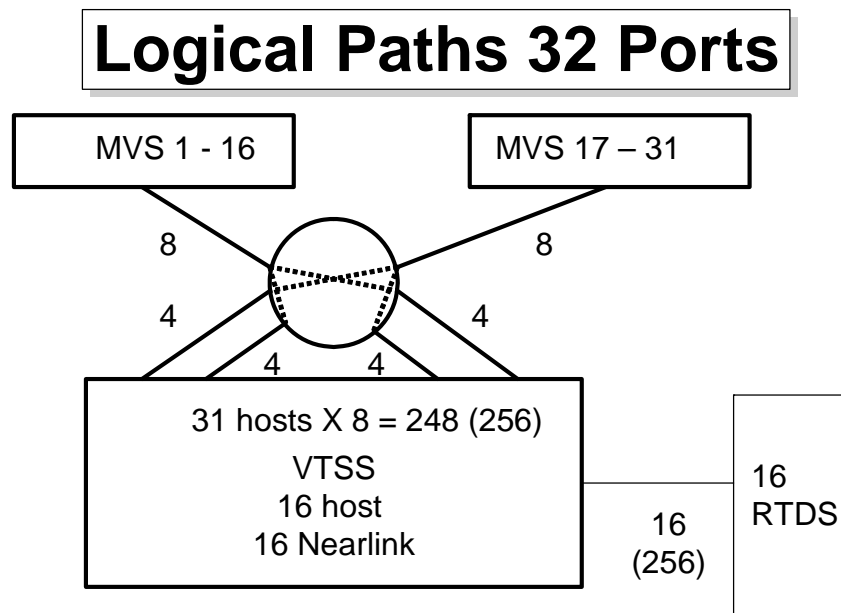 Logical Paths 32 Ports
MVS 1 - 16
MVS 17 – 31
8
8
4
4
4
4
31 hosts X 8 = 248 (256)
VTSS
16 host
16 Nearlink
16
(256)
16
RTDS